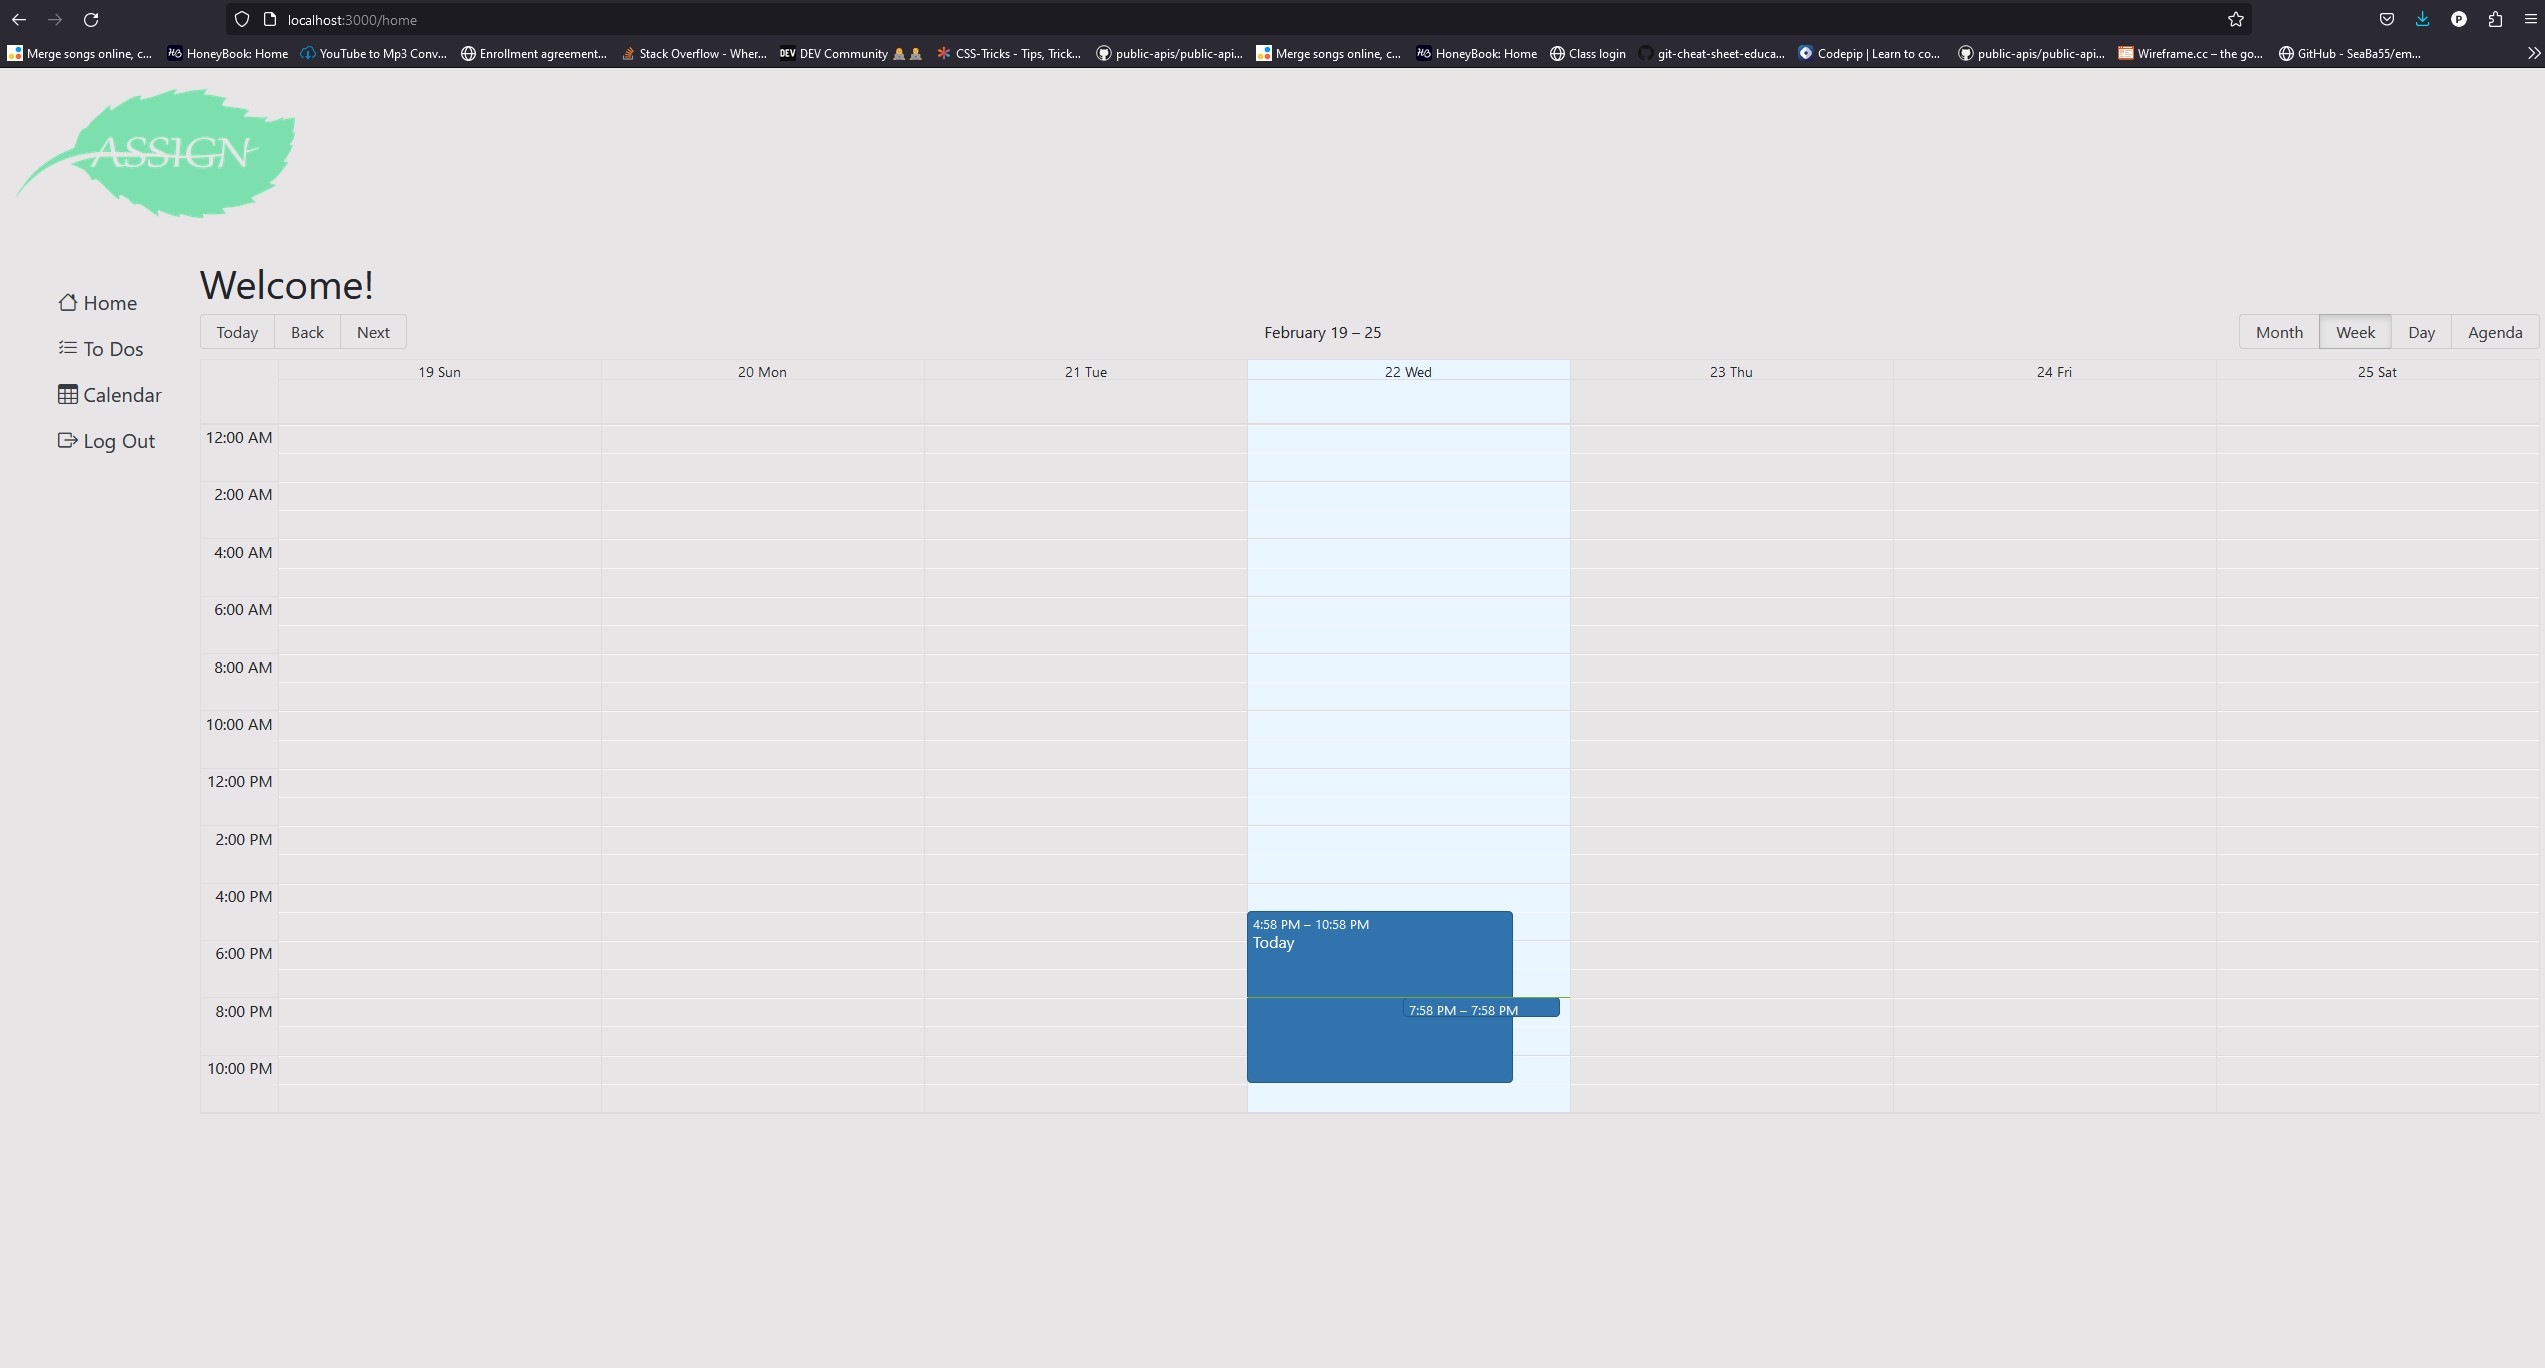 localhost:3000/home
Merge songs online, c... HoneyBook: Home YouTube to Mp3 Conv... Enrollment agreement... Stack Overflow - Wher... DEV DEV Community CSS-Tricks - Tips, Trick... public-apis/public-api... Merge songs online, c... HoneyBook: Home Class login git-cheat-sheet-educa... Codepip | Learn to co... public-apis/public-api... Wireframe.cc – the go... GitHub - SeaBa55/em...
ASSIGN
Home
To Dos
Calendar
Log Out
Welcome!
Today Back Next February 19 – 25 Month Week Day Agenda
19 Sun 20 Mon 21 Tue 22 Wed 23 Thu 24 Fri 25 Sat
12:00 AM
2:00 AM
4:00 AM
6:00 AM
8:00 AM
10:00 AM
12:00 PM
2:00 PM
4:00 PM
4:58 PM – 10:58 PM
Today
6:00 PM
8:00 PM 7:58 PM – 7:58 PM
10:00 PM